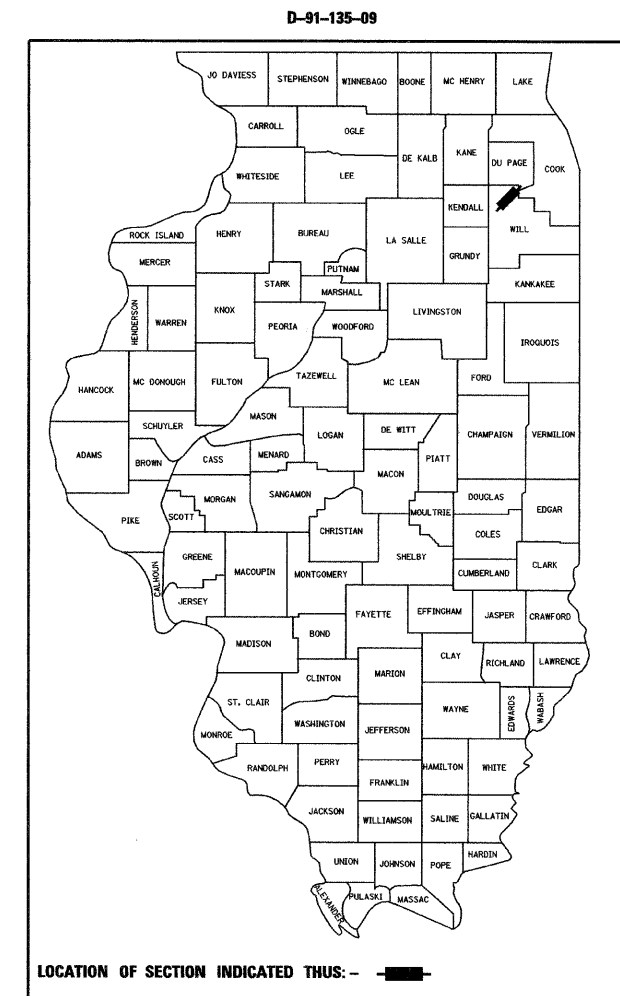 D-91-135-09
JO DAVIESS STEPHENSON WINNEBAGO BOONE MC HENRY LAKE
CARROLL OGLE DE KALB KANE DU PAGE COOK
WHITESIDE LEE
KENDALL
ROCK ISLAND HENRY BUREAU LA SALLE WILL
MERCER PUTNAM GRUNDY
STARK MARSHALL KANKAKEE
HENDERSON WARREN KNOX PEORIA WOODFORD LIVINGSTON IROQUOIS
HANCOCK MC DONOUGH FULTON TAZEWELL MC LEAN FORD
MASON
SCHUYLER LOGAN DE WITT CHAMPAIGN VERMILION
ADAMS BROWN CASS MENARD MACON PIATT
MORGAN SANGAMON DOUGLAS EDGAR
PIKE SCOTT CHRISTIAN MOULTRIE COLES
GREENE MACOUPIN MONTGOMERY SHELBY CUMBERLAND CLARK
CALHOUN JERSEY
FAYETTE EFFINGHAM JASPER CRAWFORD
MADISON BOND
CLAY RICHLAND LAWRENCE
CLINTON MARION
ST. CLAIR WAYNE EDWARDS WABASH
WASHINGTON JEFFERSON
MONROE
RANDOLPH PERRY HAMILTON WHITE
FRANKLIN
JACKSON WILLIAMSON SALINE GALLATIN
UNION JOHNSON POPE HARDIN
ALEXANDER PULASKI MASSAC
LOCATION OF SECTION INDICATED THUS: -